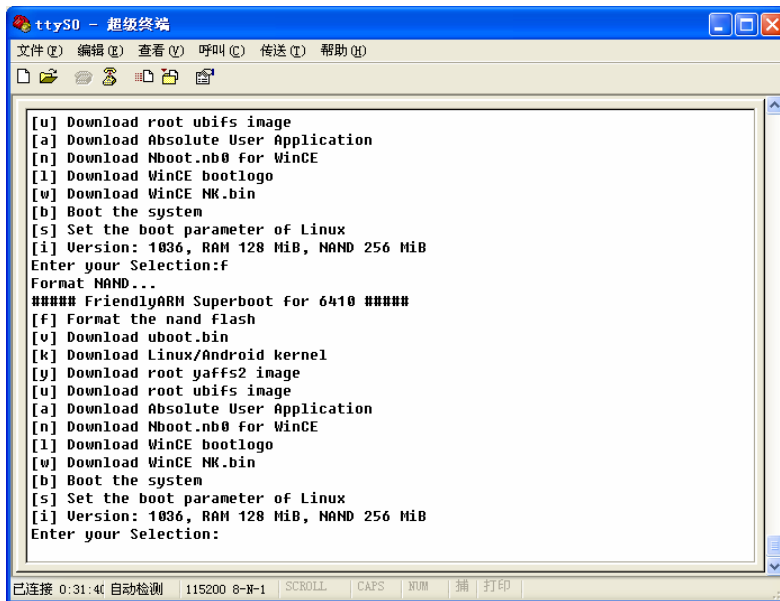 ttyS0 - 超级终端
文件(F) 编辑(E) 查看(V) 呼叫(C) 传送(T) 帮助(H)
[u] Download root ubifs image
[a] Download Absolute User Application
[n] Download Nboot.nb0 for WinCE
[l] Download WinCE bootlogo
[w] Download WinCE NK.bin
[b] Boot the system
[s] Set the boot parameter of Linux
[i] Version: 1036, RAM 128 MiB, NAND 256 MiB
Enter your Selection:f
Format NAND...
##### FriendlyARM Superboot for 6410 #####
[f] Format the nand flash
[v] Download uboot.bin
[k] Download Linux/Android kernel
[y] Download root yaffs2 image
[u] Download root ubifs image
[a] Download Absolute User Application
[n] Download Nboot.nb0 for WinCE
[l] Download WinCE bootlogo
[w] Download WinCE NK.bin
[b] Boot the system
[s] Set the boot parameter of Linux
[i] Version: 1036, RAM 128 MiB, NAND 256 MiB
Enter your Selection:
已连接 0:31:40 自动检测 115200 8-N-1 SCROLL CAPS NUM 捕 打印